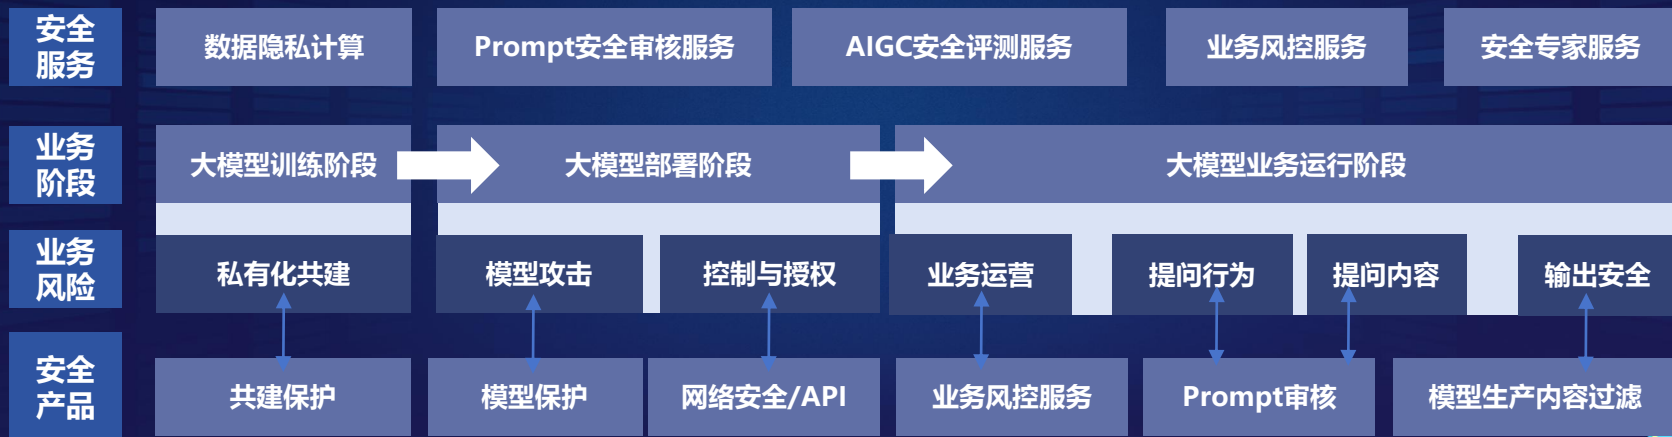 安全
服务
数据隐私计算
Prompt安全审核服务
AIGC安全评测服务
业务风控服务
安全专家服务
业务
阶段
大模型训练阶段
大模型部署阶段
大模型业务运行阶段
业务
风险
私有化共建
模型攻击
控制与授权
业务运营
提问行为
提问内容
输出安全
安全
产品
共建保护
模型保护
网络安全/API
业务风控服务
Prompt审核
模型生产内容过滤